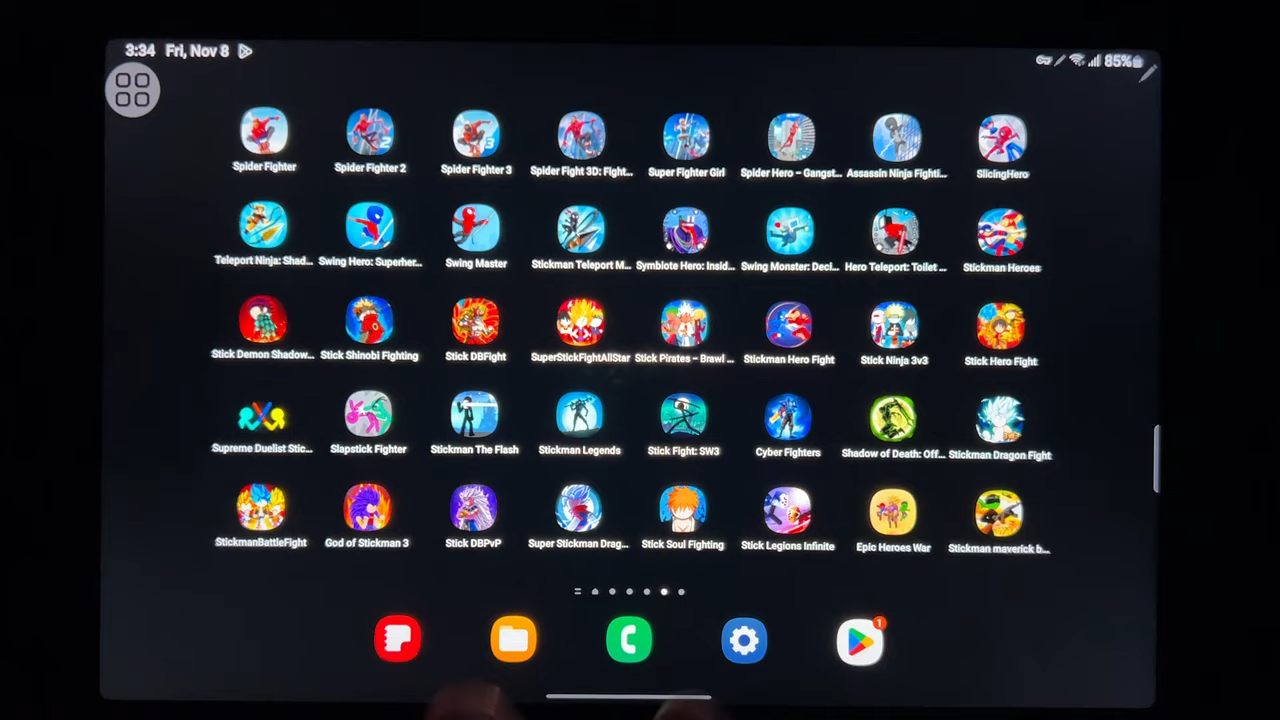 3:34 Fri, Nov 8
85%
Spider Fighter
Spider Fighter 2
Spider Fighter 3
Spider Fight 3D: Fight...
Super Fighter Girl
Spider Hero - Gangst...
Assassin Ninja Fighti...
SlicingHero
Teleport Ninja: Shad...
Swing Hero: Superher...
Swing Master
Stickman Teleport M...
Symbiote Hero: Insid...
Swing Monster: Deci...
Hero Teleport: Toilet ...
Stickman Heroes
Stick Demon Shadow...
Stick Shinobi Fighting
Stick DBFight
SuperStickFightAllStar
Stick Pirates - Brawl ...
Stickman Hero Fight
Stick Ninja 3v3
Stick Hero Fight
Supreme Duelist Stic...
Slapstick Fighter
Stickman The Flash
Stickman Legends
Stick Fight: SW3
Cyber Fighters
Shadow of Death: Off...
Stickman Dragon Fight
StickmanBattleFight
God of Stickman 3
Stick DBPvP
Super Stickman Drag...
Stick Soul Fighting
Stick Legions Infinite
Epic Heroes War
Stickman maverick b...
1